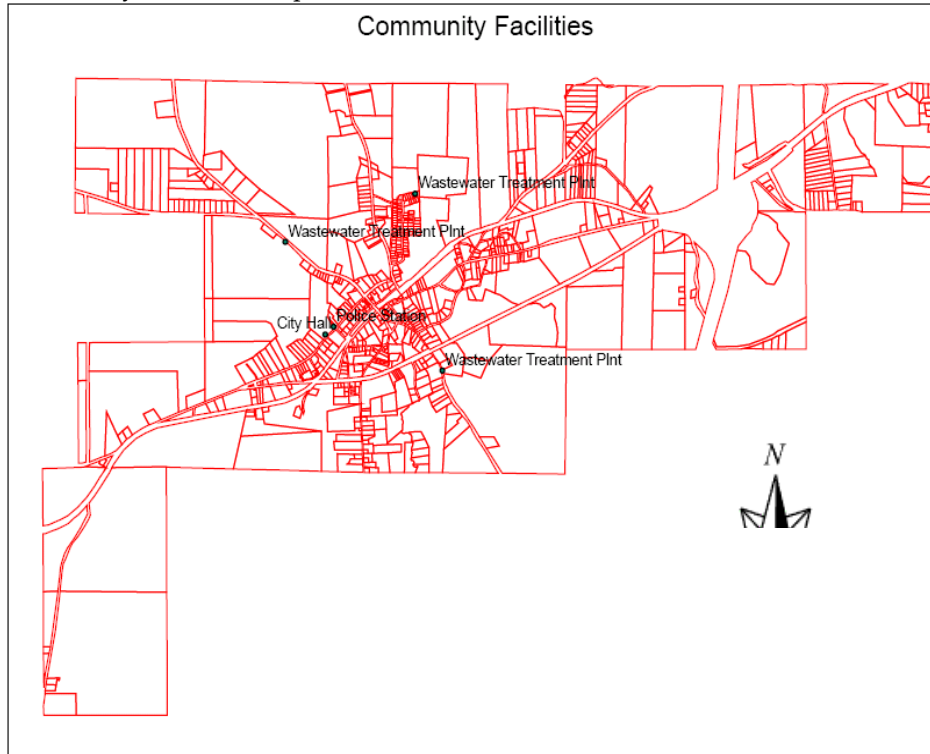 Community Facilities
Wastewater Treatment Plnt
Wastewater Treatment Plnt
Police Station
City Hall
Wastewater Treatment Plnt
N